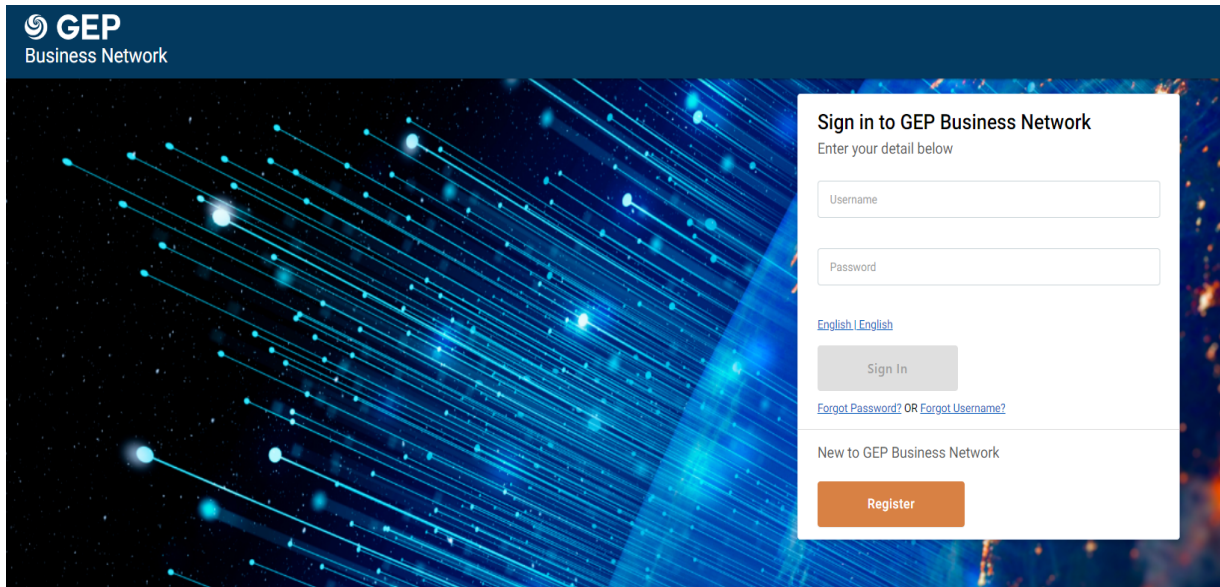 GEP
Business Network
Sign in to GEP Business Network
Enter your detail below
Username
Password
English | English
Sign In
Forgot Password? OR Forgot Username?
New to GEP Business Network
Register